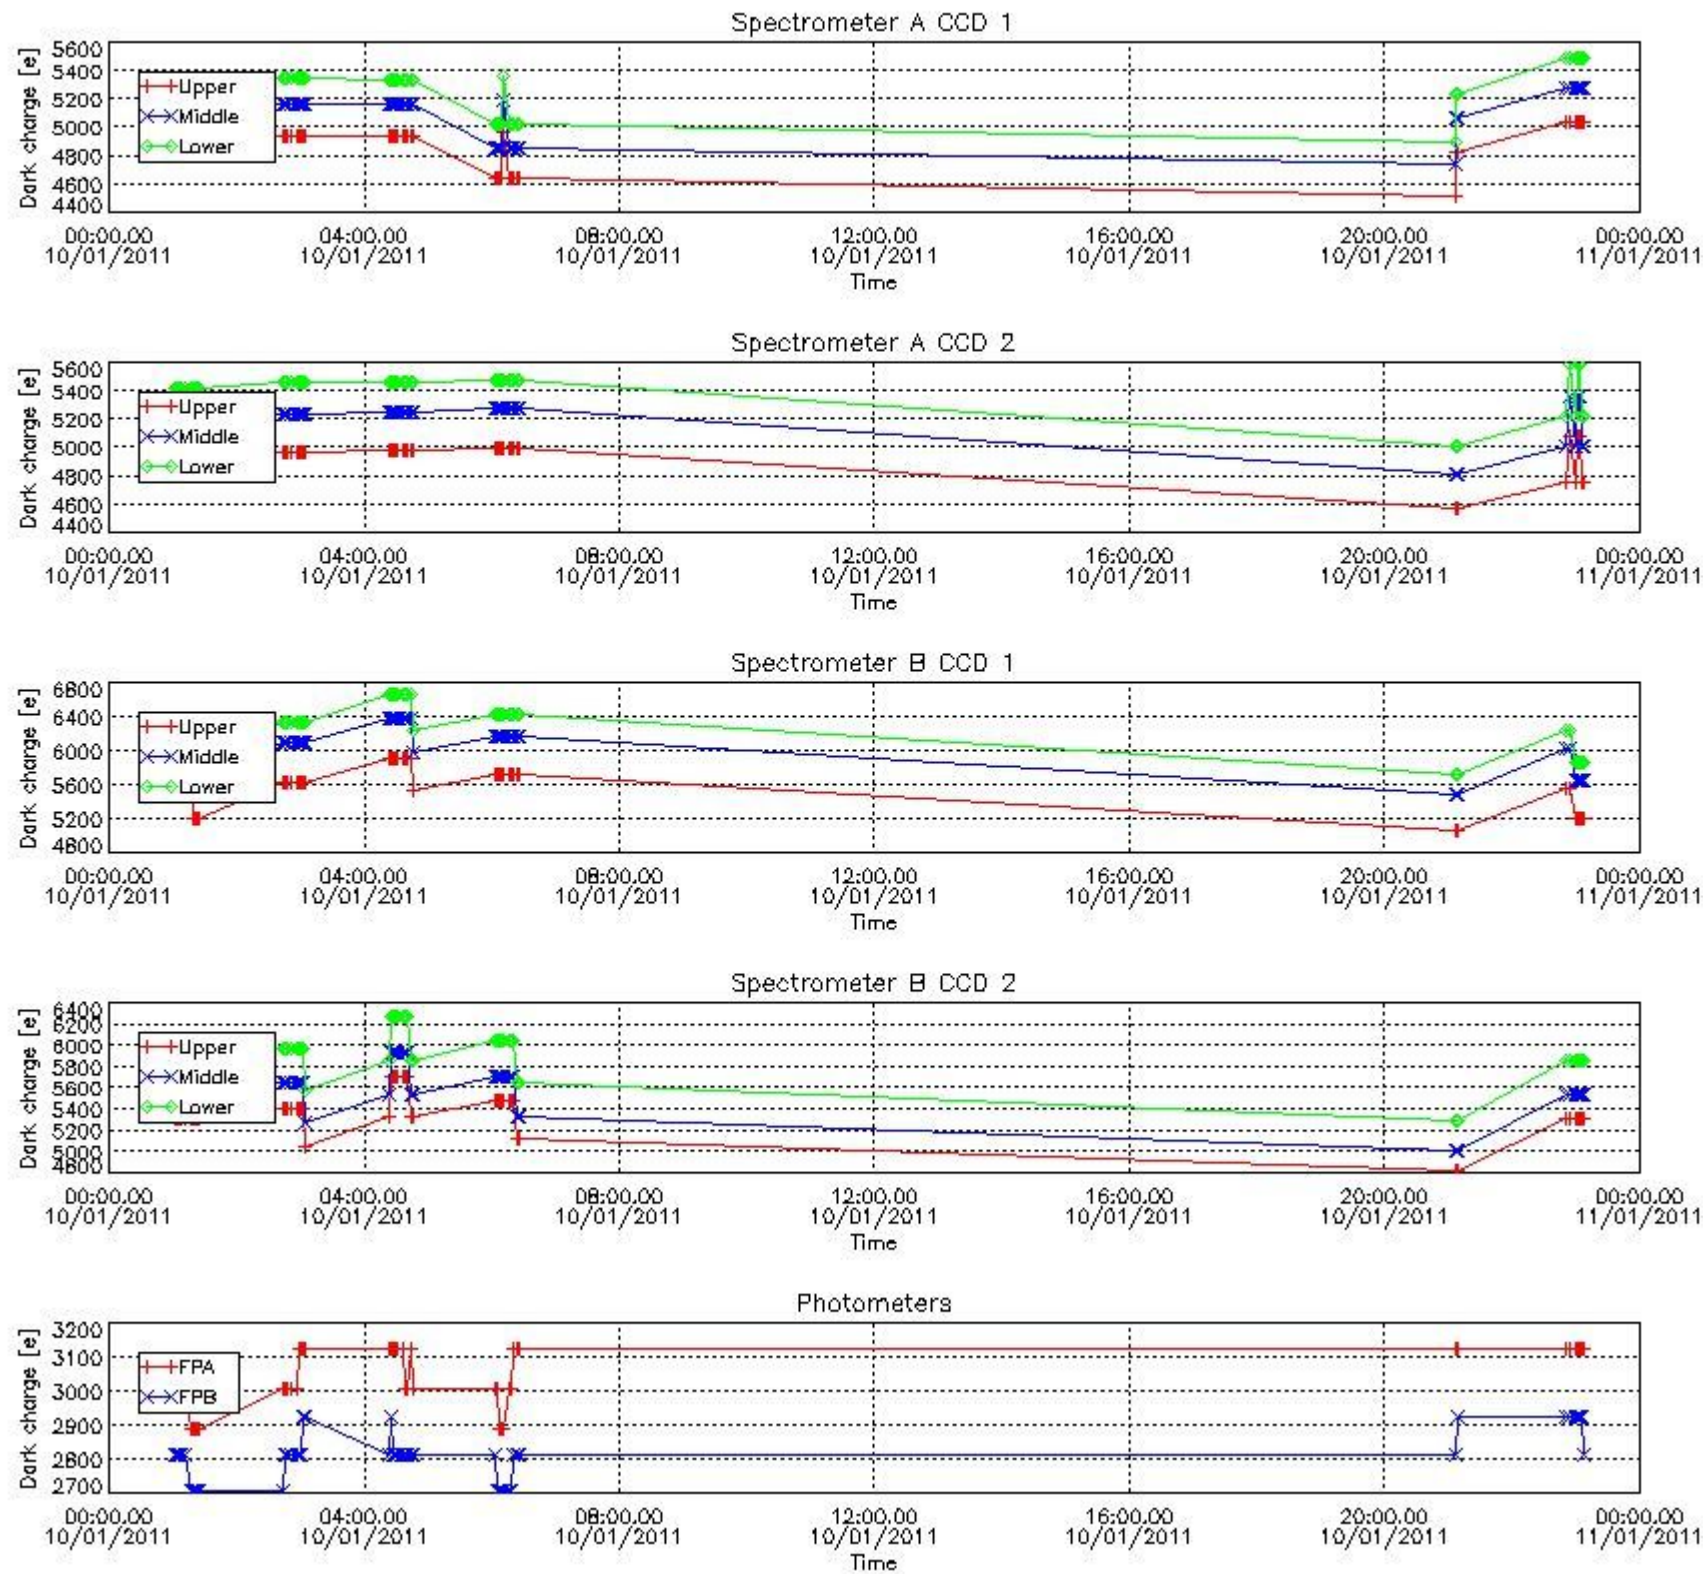 Spectrometer A CCD 1
Dark charge [e]
5600
5400
5200
5000
4800
4600
4400
Upper
Middle
Lower
00:00.00 04:00.00 08:00.00 12:00.00 16:00.00 20:00.00 00:00.00
10/01/2011 10/01/2011 10/01/2011 10/01/2011 10/01/2011 10/01/2011 11/01/2011
Time
Spectrometer A CCD 2
Dark charge [e]
5600
5400
5200
5000
4800
4600
4400
Upper
Middle
Lower
00:00.00 04:00.00 08:00.00 12:00.00 16:00.00 20:00.00 00:00.00
10/01/2011 10/01/2011 10/01/2011 10/01/2011 10/01/2011 10/01/2011 11/01/2011
Time
Spectrometer B CCD 1
Dark charge [e]
6800
6400
6000
5600
5200
4800
Upper
Middle
Lower
00:00.00 04:00.00 08:00.00 12:00.00 16:00.00 20:00.00 00:00.00
10/01/2011 10/01/2011 10/01/2011 10/01/2011 10/01/2011 10/01/2011 11/01/2011
Time
Spectrometer B CCD 2
Dark charge [e]
6400
6200
6000
5800
5600
5400
5200
5000
4800
Upper
Middle
Lower
00:00.00 04:00.00 08:00.00 12:00.00 16:00.00 20:00.00 00:00.00
10/01/2011 10/01/2011 10/01/2011 10/01/2011 10/01/2011 10/01/2011 11/01/2011
Time
Photometers
Dark charge [e]
3200
3100
3000
2900
2800
2700
FPA
FPB
00:00.00 04:00.00 08:00.00 12:00.00 16:00.00 20:00.00 00:00.00
10/01/2011 10/01/2011 10/01/2011 10/01/2011 10/01/2011 10/01/2011 11/01/2011
Time